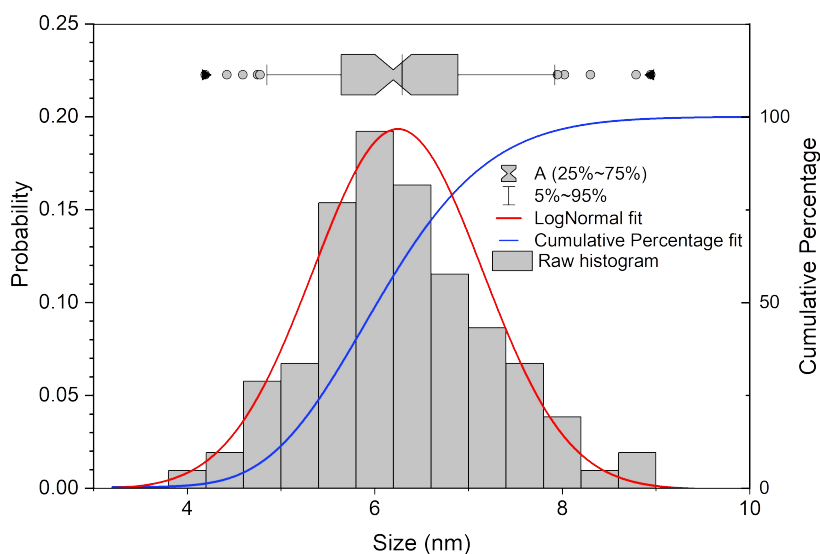 0.25
0.20
0.15
0.10
0.05
0.00
Probability
A (25%~75%)
5%~95%
LogNormal fit
Cumulative Percentage fit
Raw histogram
100
50
0
Cumulative Percentage
4
6
8
10
Size (nm)